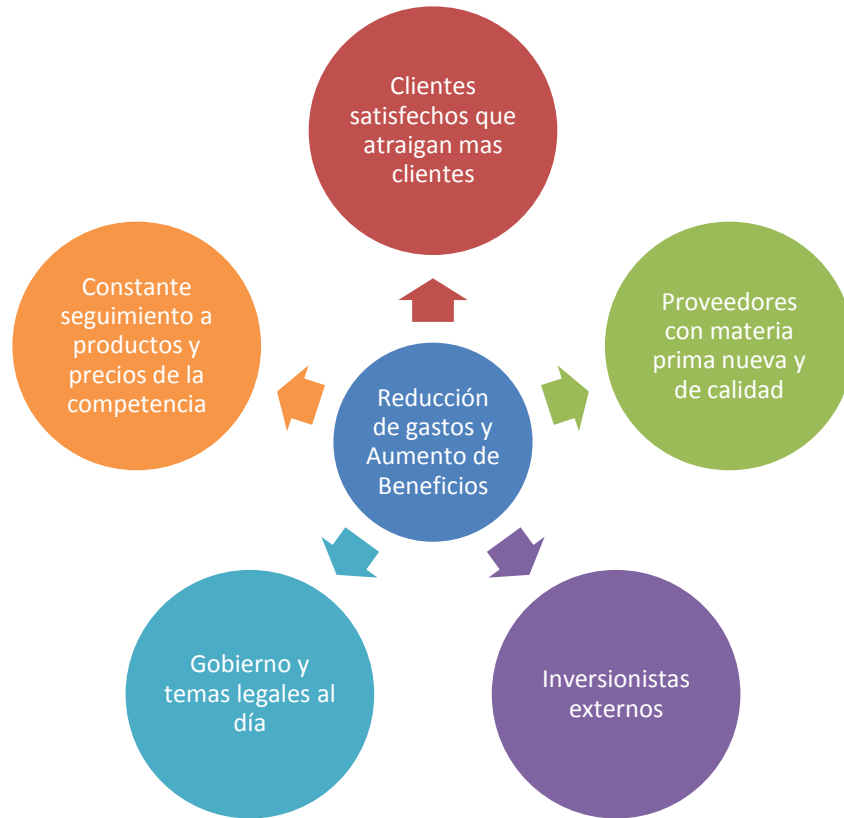 Clientes
satisfechos que
atraigan mas
clientes
Constante
seguimiento a
productos y
precios de la
competencia
Proveedores
con materia
prima nueva y
de calidad
Reducción
de gastos y
Aumento de
Beneficios
Gobierno y
temas legales al
día
Inversionistas
externos